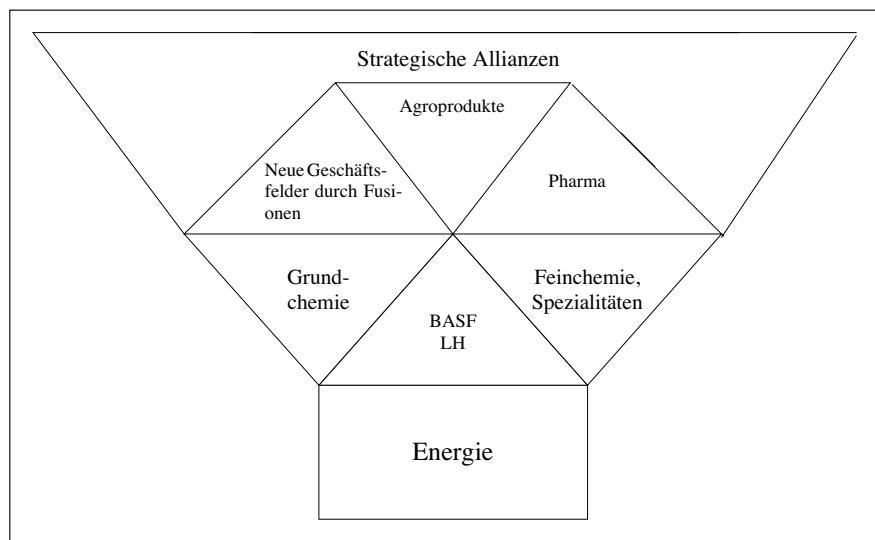 Strategische Allianzen
Agroprodukte
Neue Geschäfts-
felder durch Fusi-
onen
Pharma
Grund-
chemie
Feinchemie,
Spezialitäten
BASF
LH
Energie